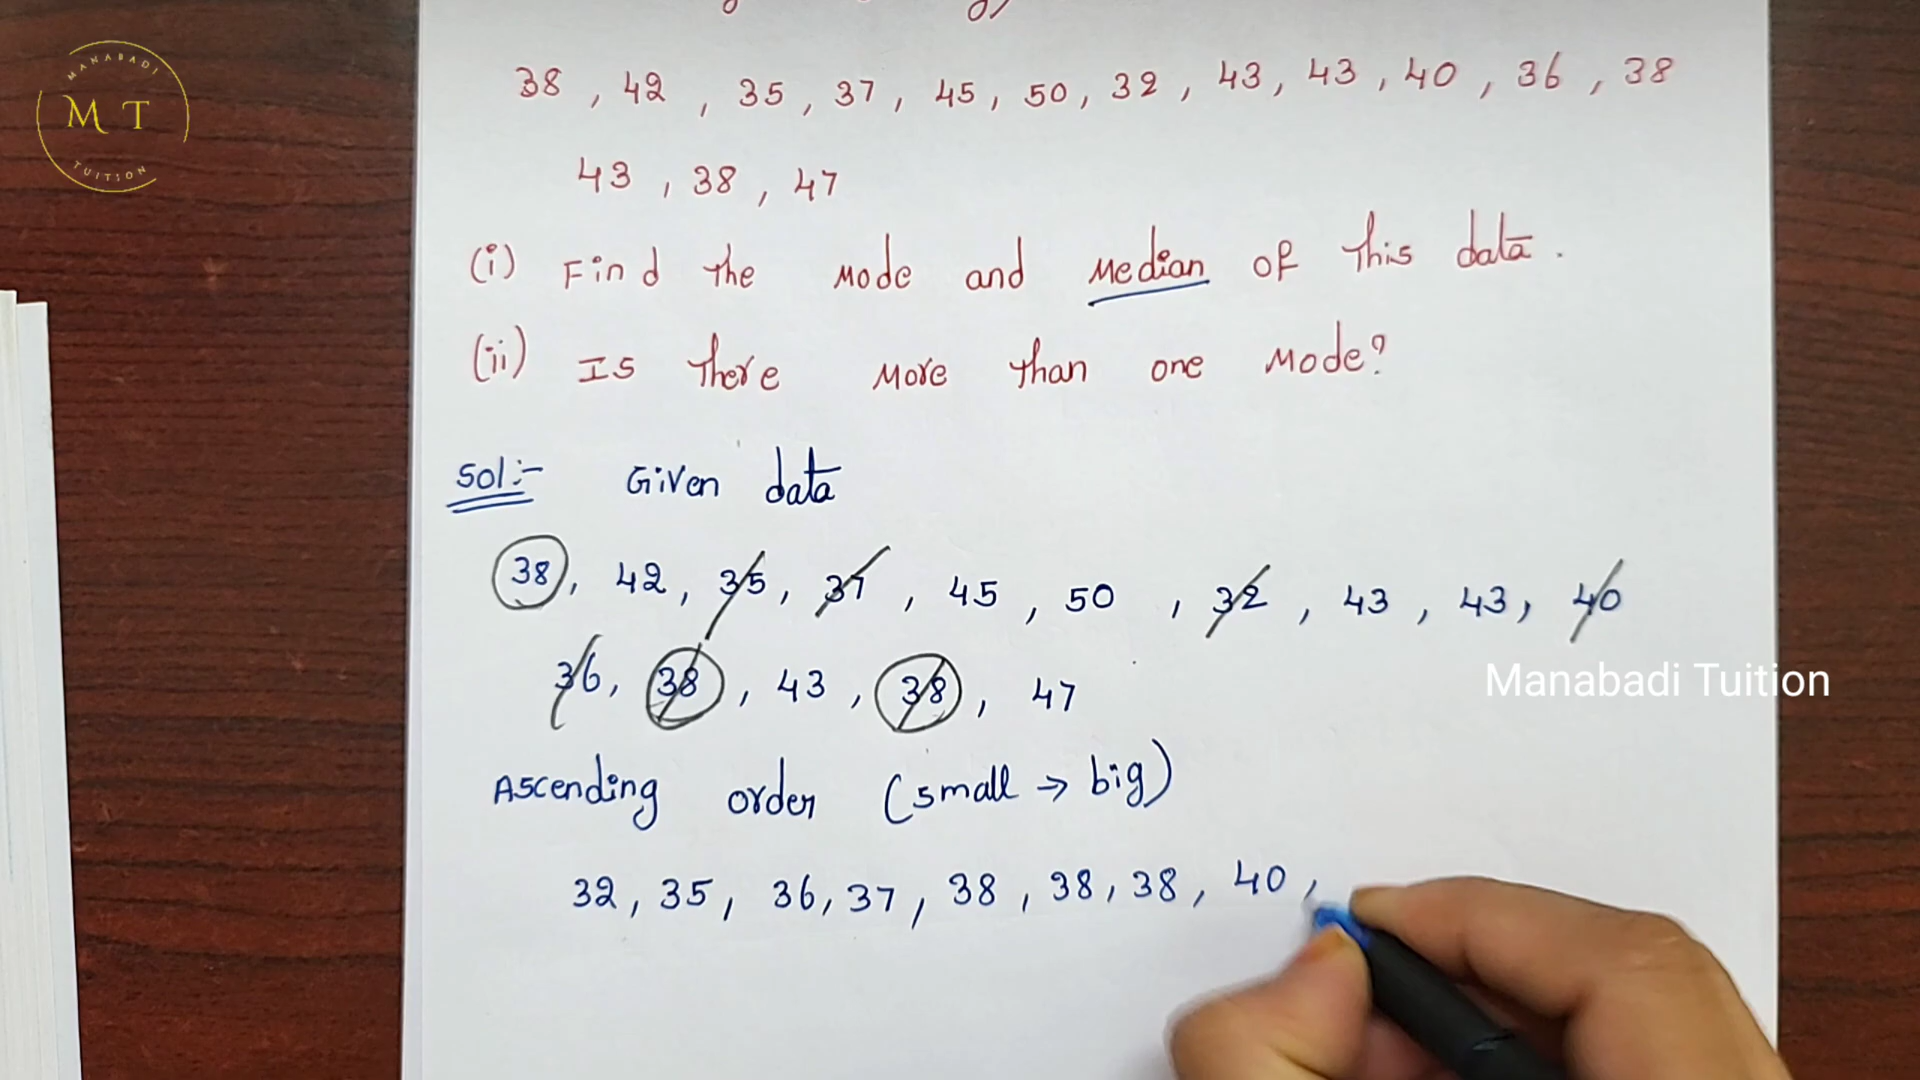 MANABADI
M T
TUITION
38 , 42 , 35 , 37 , 45 , 50 , 32 , 43 , 43 , 40 , 36 , 38
43 , 38 , 47
(i) Find the Mode and Median of this data .
(ii) Is there More than one Mode?
Sol:- Given data
38 , 42 , 35 , 37 , 45 , 50 , 32 , 43 , 43 , 40
36 , 38 , 43 , 38 , 47
Manabadi Tuition
Ascending order (small → big)
32 , 35 , 36 , 37 , 38 , 38 , 38 , 40 ,